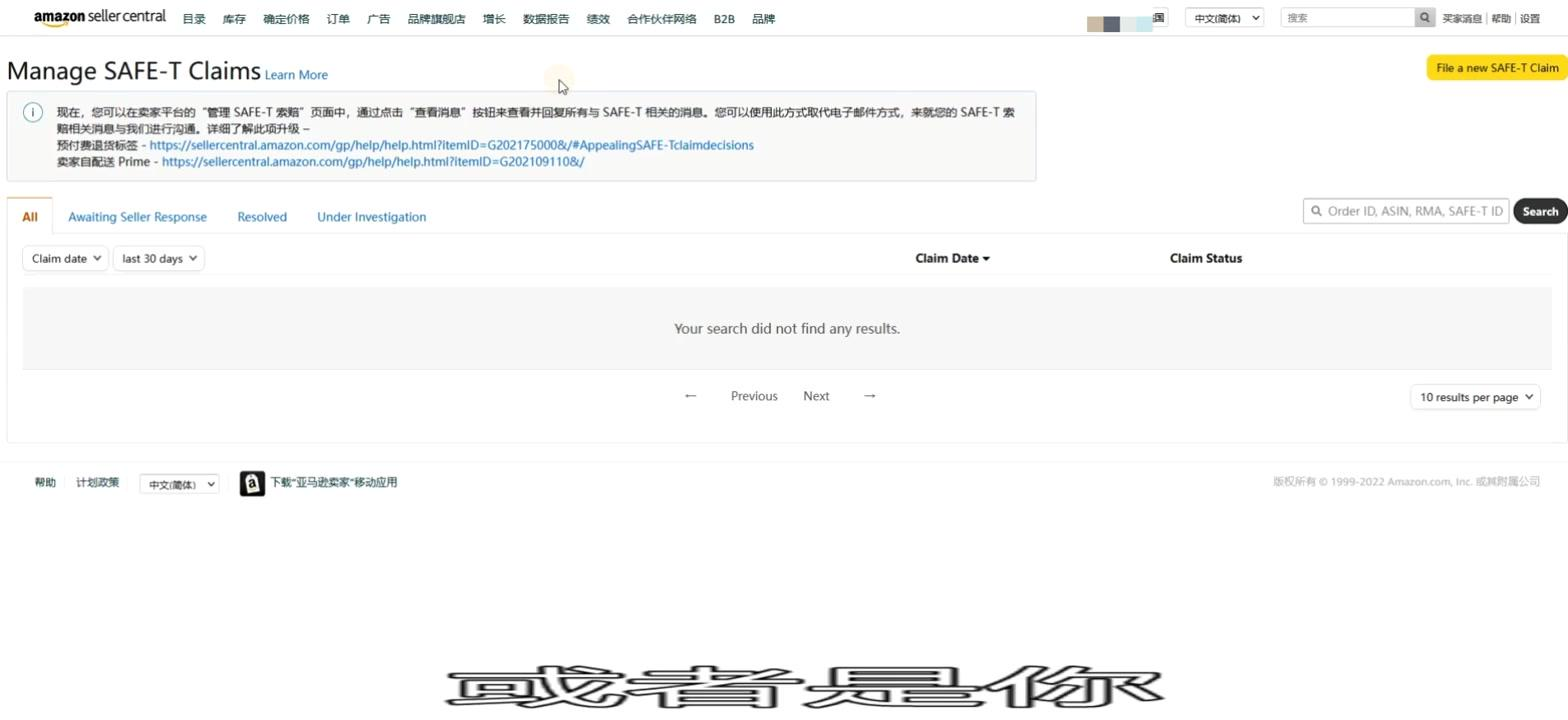 amazon seller central 目录 库存 确定价格 订单 广告 品牌旗舰店 增长 数据报告 绩效 合作伙伴网络 B2B 品牌 国 中文(简体) 搜索 买家消息 | 帮助 | 设置
Manage SAFE-T Claims Learn More
File a new SAFE-T Claim
现在，您可以在卖家平台的“管理 SAFE-T 索赔”页面中，通过点击“查看消息”按钮来查看并回复所有与 SAFE-T 相关的消息。您可以使用此方式取代电子邮件方式，来就您的 SAFE-T 索
赔相关消息与我们进行沟通。详细了解此项升级 –
预付费退货标签 - https://sellercentral.amazon.com/gp/help/help.html?itemID=G202175000&/#AppealingSAFE-Tclaimdecisions
卖家自配送 Prime - https://sellercentral.amazon.com/gp/help/help.html?itemID=G202109110&/
All Awaiting Seller Response Resolved Under Investigation Order ID, ASIN, RMA, SAFE-T ID Search
Claim date last 30 days Claim Date Claim Status
Your search did not find any results.
← Previous Next → 10 results per page
帮助 计划政策 中文(简体) 下载“亚马逊卖家”移动应用 版权所有 © 1999-2022 Amazon.com, Inc. 或其附属公司
或者是你